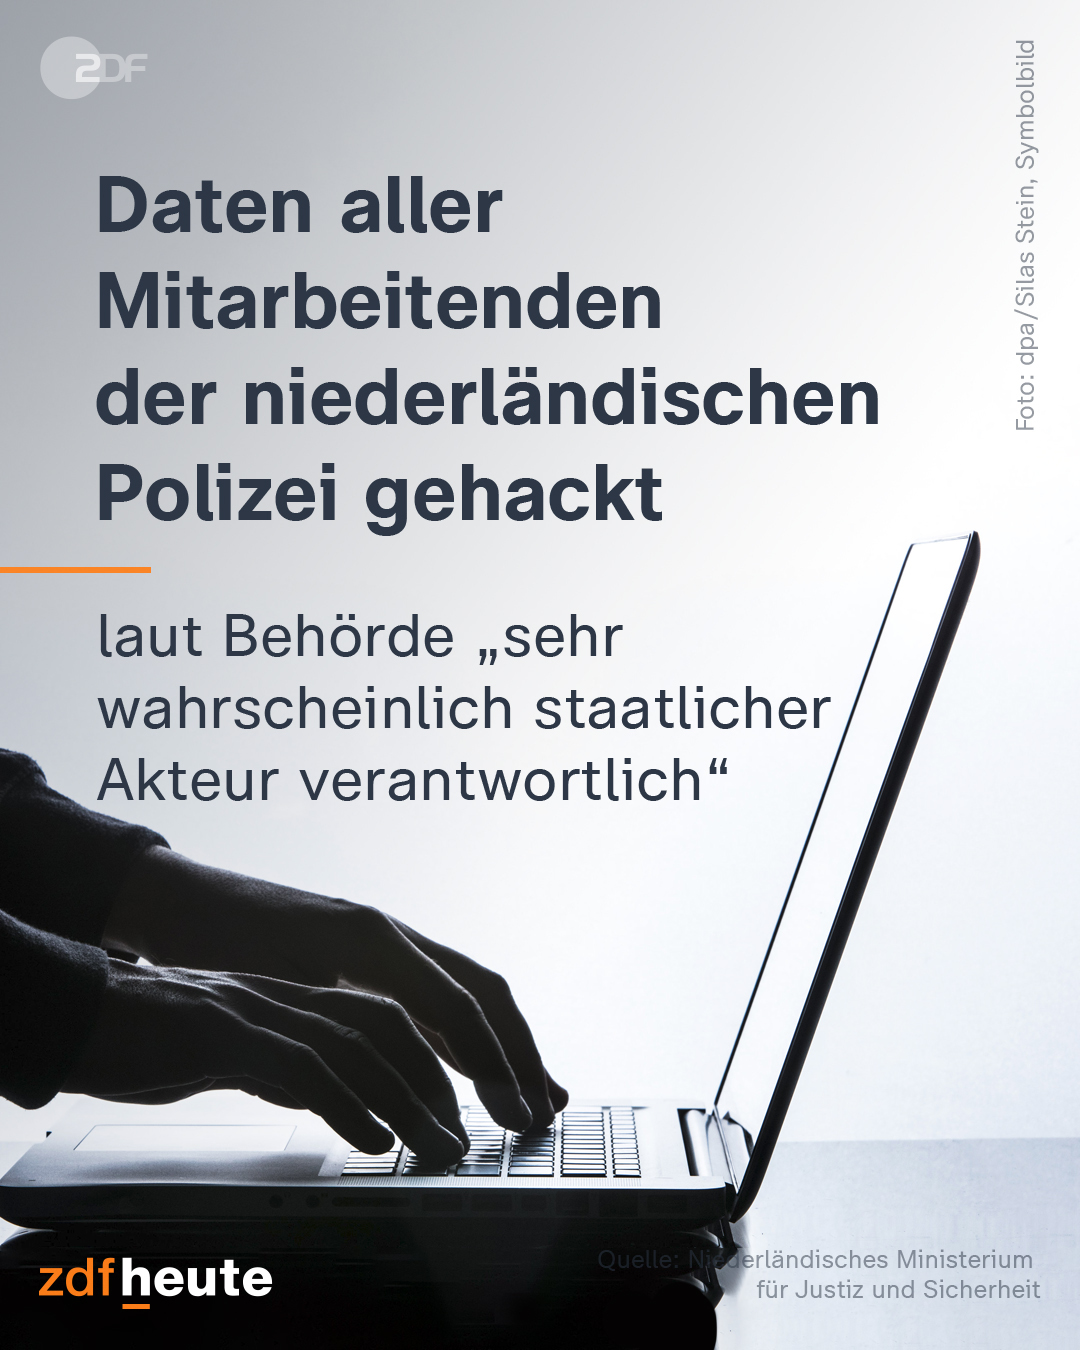 ZDF
Foto: dpa/Silas Stein, Symbolbild
Daten aller
Mitarbeitenden
der niederländischen
Polizei gehackt
laut Behörde „sehr
wahrscheinlich staatlicher
Akteur verantwortlich“
zdfheute
Quelle: Niederländisches Ministerium
für Justiz und Sicherheit